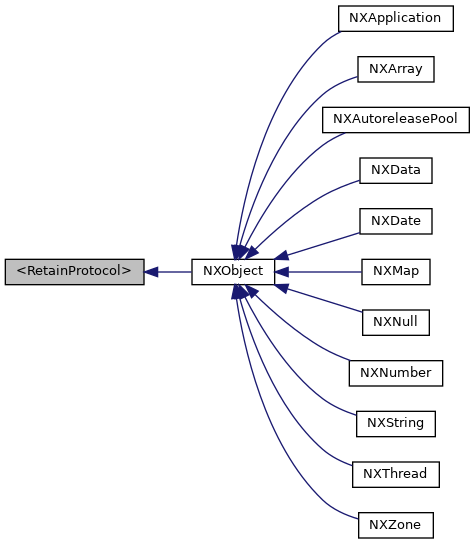 NXApplication
NXArray
NXAutoreleasePool
NXData
NXDate
<RetainProtocol>
NXObject
NXMap
NXNull
NXNumber
NXString
NXThread
NXZone